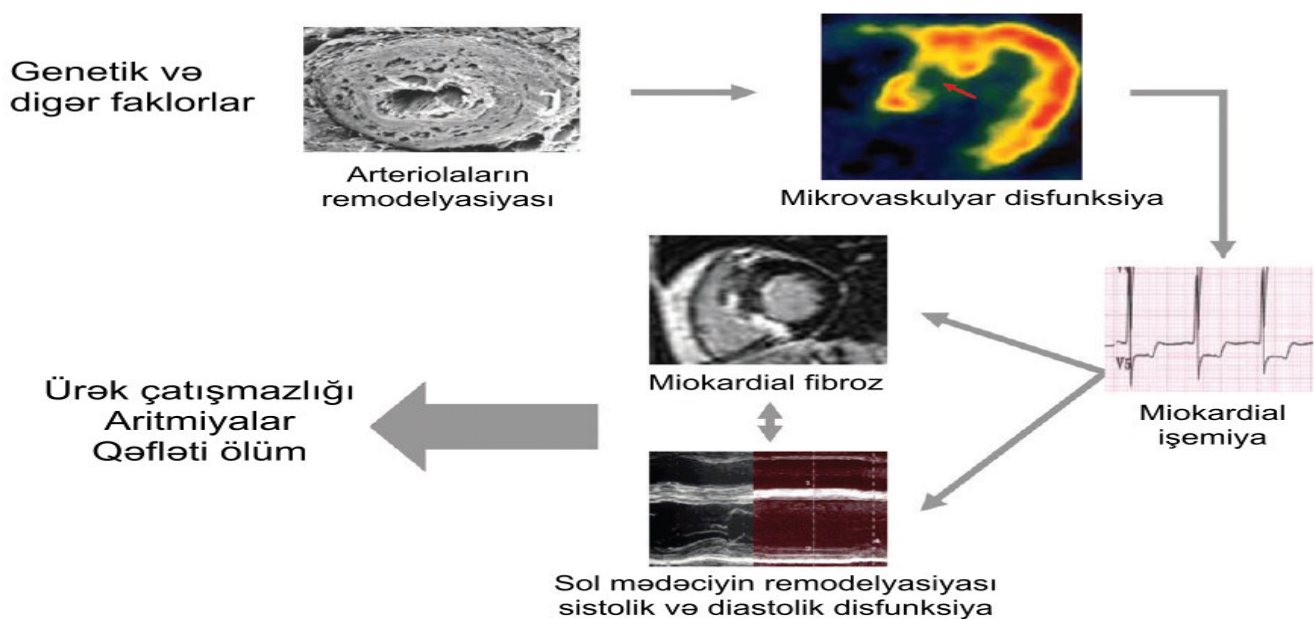 Genetik və
digər faklorlar
Arteriolaların
remodelyasiyası
Mikrovaskulyar disfunksiya
Miokardial fibroz
V5
Miokardial
işemiya
Ürək çatışmazlığı
Aritmiyalar
Qəfləti ölüm
Sol mədəciyin remodelyasiyası
sistolik və diastolik disfunksiya